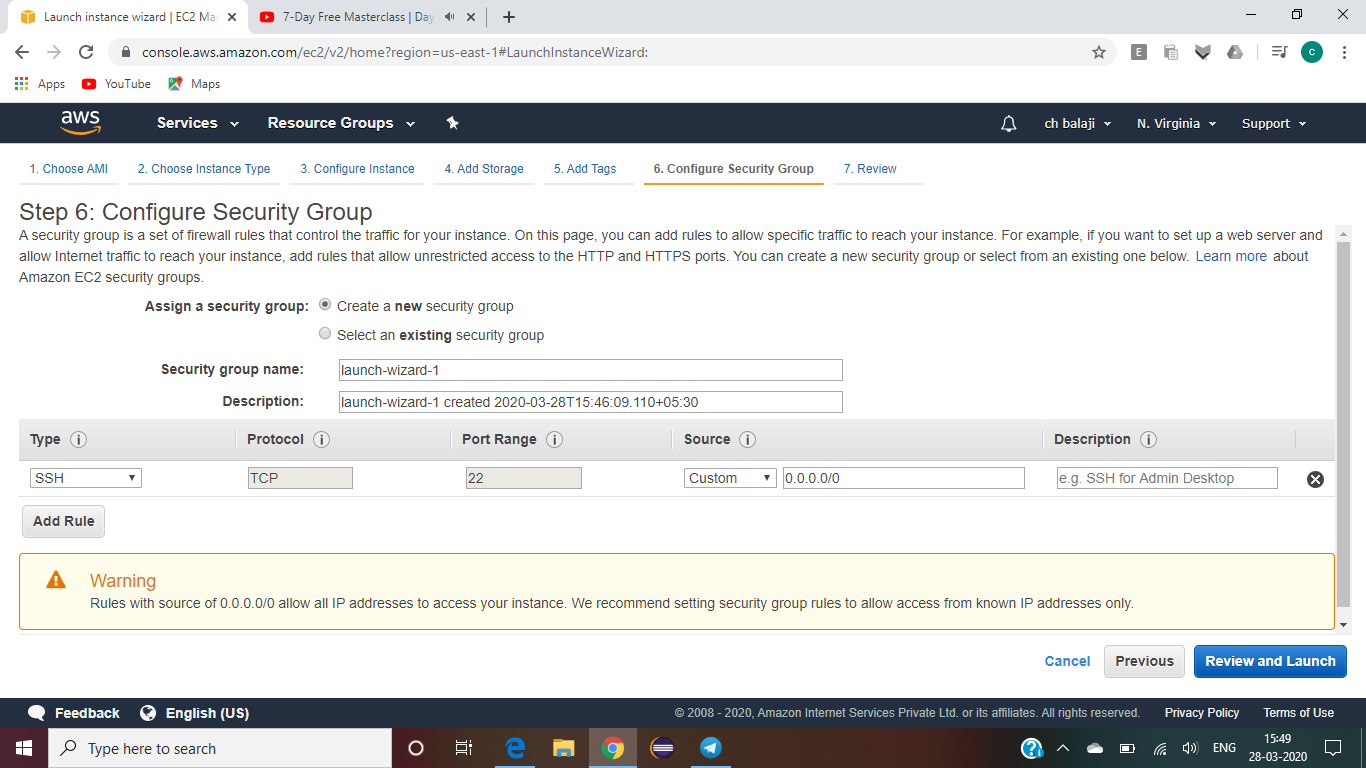 Launch instance wizard | EC2 Ma
7-Day Free Masterclass | Day
console.aws.amazon.com/ec2/v2/home?region=us-east-1#LaunchInstanceWizard:
E
c
Apps
YouTube
Maps
aws
Services
Resource Groups
ch balaji
N. Virginia
Support
1. Choose AMI
2. Choose Instance Type
3. Configure Instance
4. Add Storage
5. Add Tags
6. Configure Security Group
7. Review
Step 6: Configure Security Group
A security group is a set of firewall rules that control the traffic for your instance. On this page, you can add rules to allow specific traffic to reach your instance. For example, if you want to set up a web server and
allow Internet traffic to reach your instance, add rules that allow unrestricted access to the HTTP and HTTPS ports. You can create a new security group or select from an existing one below. Learn more about
Amazon EC2 security groups.
Assign a security group:
Create a new security group
Select an existing security group
Security group name:
launch-wizard-1
Description:
launch-wizard-1 created 2020-03-28T15:46:09.110+05:30
Type
Protocol
Port Range
Source
Description
SSH
TCP
22
Custom
0.0.0.0/0
e.g. SSH for Admin Desktop
Add Rule
Warning
Rules with source of 0.0.0.0/0 allow all IP addresses to access your instance. We recommend setting security group rules to allow access from known IP addresses only.
Cancel
Previous
Review and Launch
Feedback
English (US)
© 2008 - 2020, Amazon Internet Services Private Ltd. or its affiliates. All rights reserved.
Privacy Policy
Terms of Use
Type here to search
ENG
15:49
28-03-2020